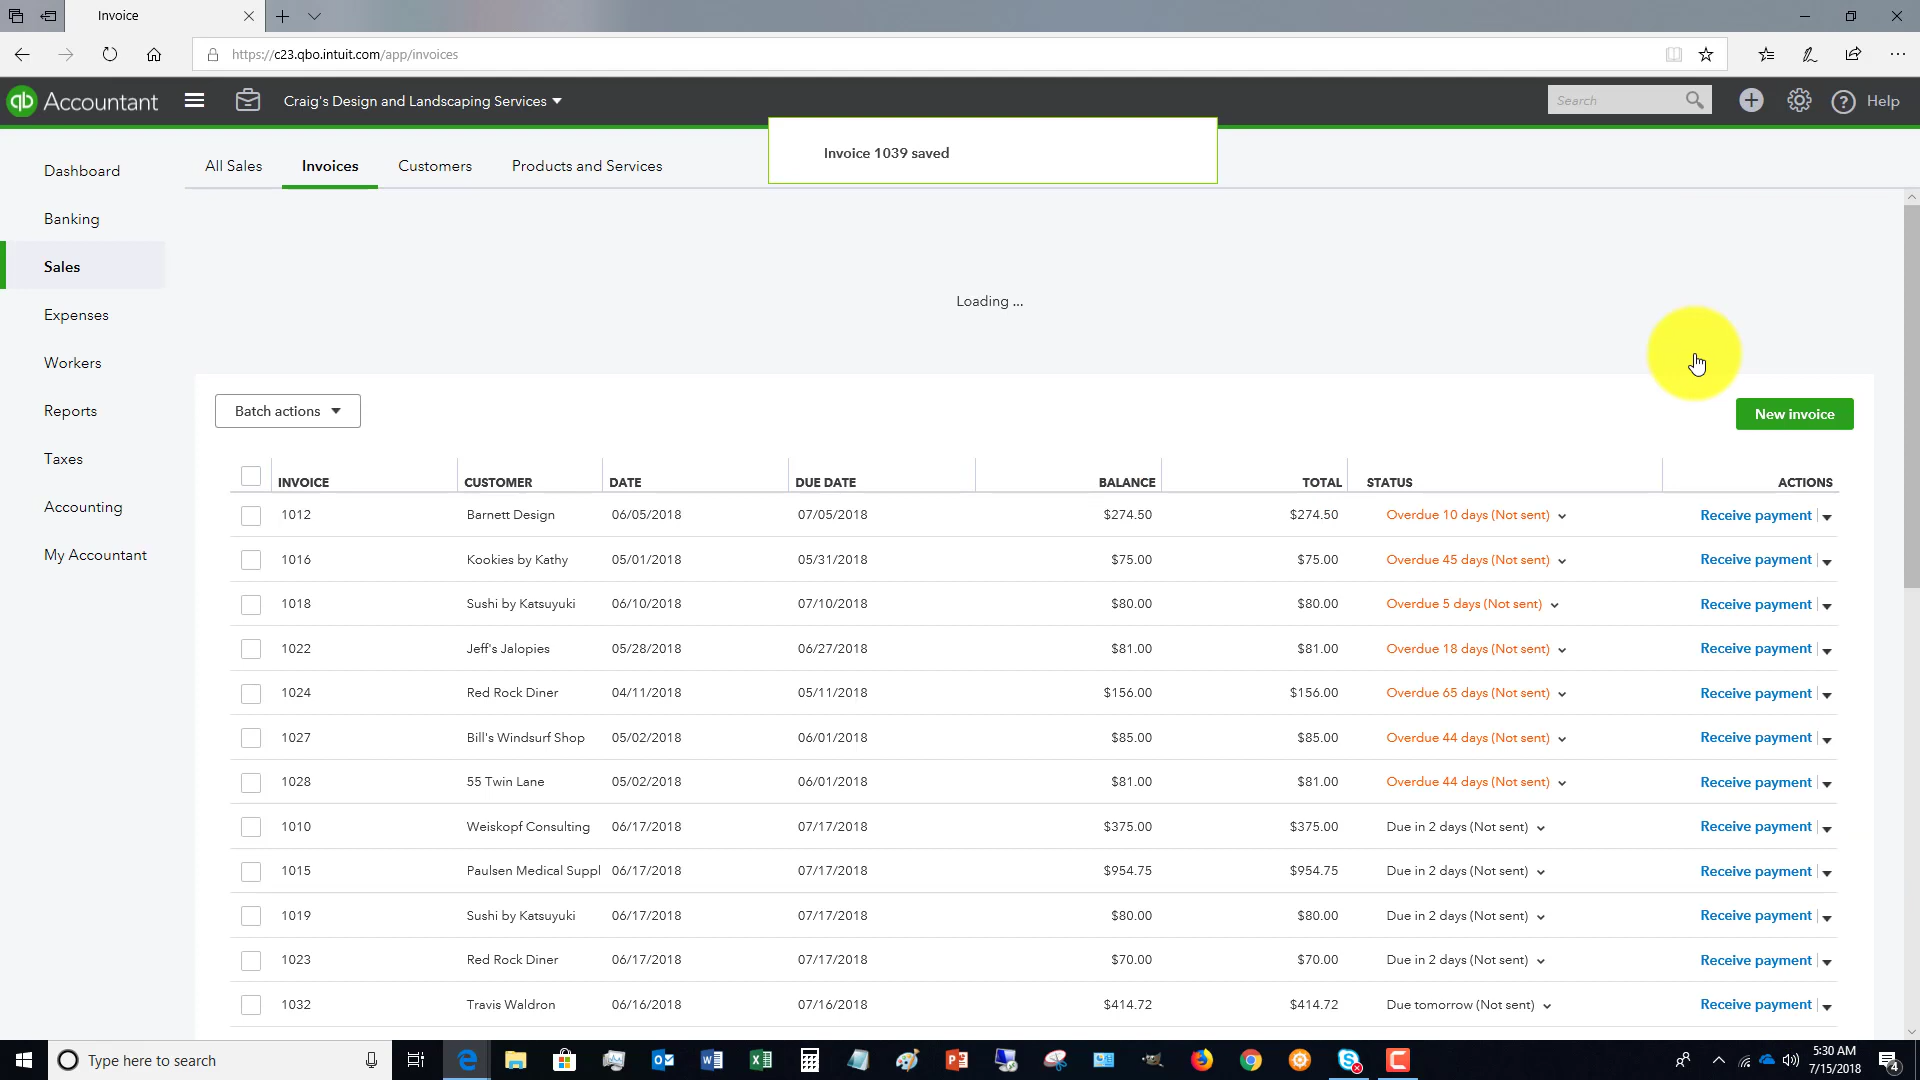 Invoice
https://c23.qbo.intuit.com/app/invoices
qb Accountant Craig's Design and Landscaping Services Search Help
Invoice 1039 saved
Dashboard
Banking
Sales
Expenses
Workers
Reports
Taxes
Accounting
My Accountant
All Sales Invoices Customers Products and Services
Loading ...
Batch actions New invoice
INVOICE CUSTOMER DATE DUE DATE BALANCE TOTAL STATUS ACTIONS
1012 Barnett Design 06/05/2018 07/05/2018 $274.50 $274.50 Overdue 10 days (Not sent) Receive payment
1016 Kookies by Kathy 05/01/2018 05/31/2018 $75.00 $75.00 Overdue 45 days (Not sent) Receive payment
1018 Sushi by Katsuyuki 06/10/2018 07/10/2018 $80.00 $80.00 Overdue 5 days (Not sent) Receive payment
1022 Jeff's Jalopies 05/28/2018 06/27/2018 $81.00 $81.00 Overdue 18 days (Not sent) Receive payment
1024 Red Rock Diner 04/11/2018 05/11/2018 $156.00 $156.00 Overdue 65 days (Not sent) Receive payment
1027 Bill's Windsurf Shop 05/02/2018 06/01/2018 $85.00 $85.00 Overdue 44 days (Not sent) Receive payment
1028 55 Twin Lane 05/02/2018 06/01/2018 $81.00 $81.00 Overdue 44 days (Not sent) Receive payment
1010 Weiskopf Consulting 06/17/2018 07/17/2018 $375.00 $375.00 Due in 2 days (Not sent) Receive payment
1015 Paulsen Medical Suppl 06/17/2018 07/17/2018 $954.75 $954.75 Due in 2 days (Not sent) Receive payment
1019 Sushi by Katsuyuki 06/17/2018 07/17/2018 $80.00 $80.00 Due in 2 days (Not sent) Receive payment
1023 Red Rock Diner 06/17/2018 07/17/2018 $70.00 $70.00 Due in 2 days (Not sent) Receive payment
1032 Travis Waldron 06/16/2018 07/16/2018 $414.72 $414.72 Due tomorrow (Not sent) Receive payment
Type here to search
5:30 AM
7/15/2018
4